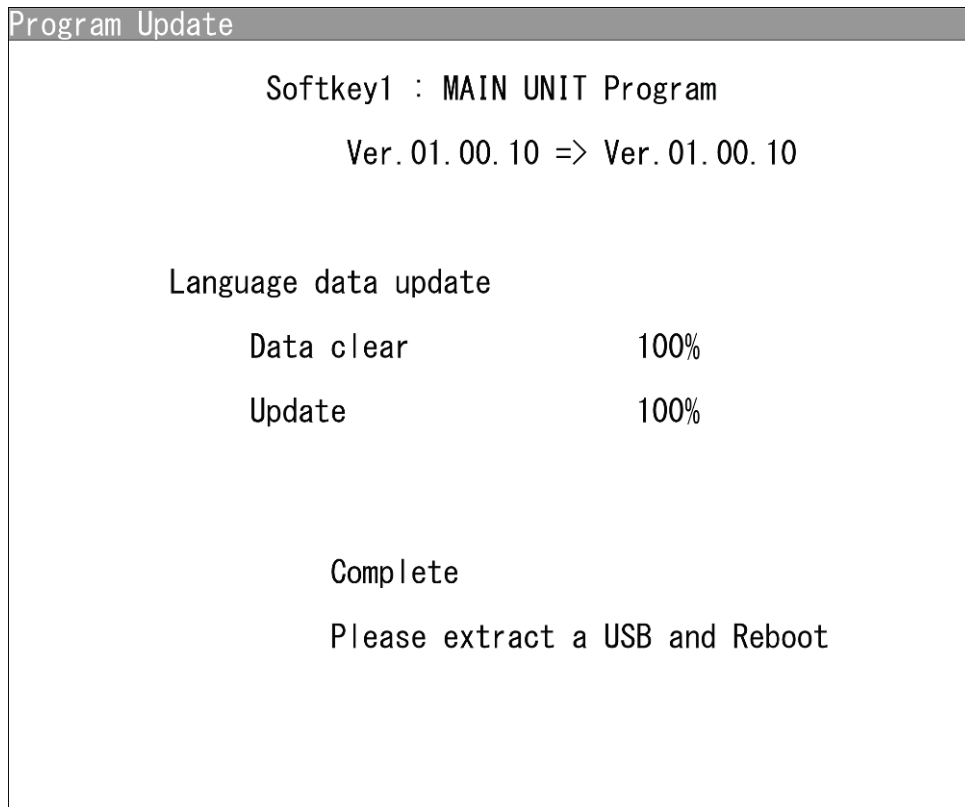 Program Update
Softkey1 : MAIN UNIT Program
Ver.01.00.10 => Ver.01.00.10
Language data update
Data clear 100%
Update 100%
Complete
Please extract a USB and Reboot